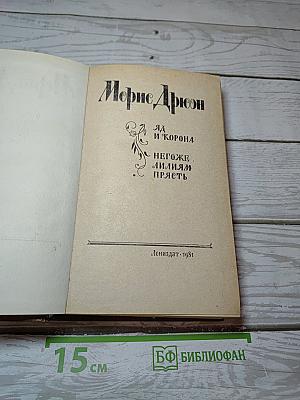 Морис Дрюон
ЯД
И КОРОНА
НЕГОЖЕ
ЛИЛИЯМ
ПРЯСТЬ
Лениздат · 1981
15 см
БФ БИБЛИОФАН